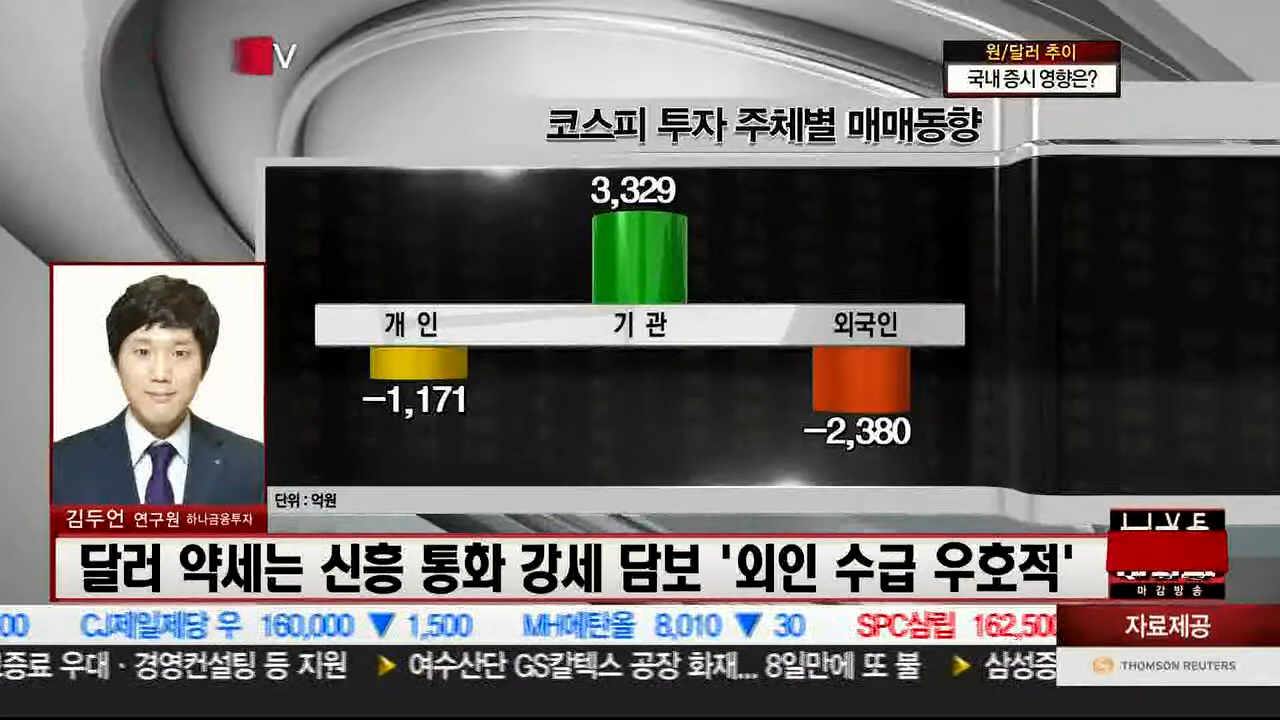 V
원/달러 추이
국내 증시 영향은?
코스피 투자 주체별 매매동향
3,329
개 인
기 관
외국인
-1,171
-2,380
단위 : 억원
김두언 연구원 하나금융투자
LIVE
달러 약세는 신흥 통화 강세 담보 '외인 수급 우호적'
마감방송
00 CJ제일제당 우 160,000 ▼ 1,500 MH에탄올 8,010 ▼ 30 SPC삼립 162,500
자료제공
증료 우대 · 경영컨설팅 등 지원 여수산단 GS칼텍스 공장 화재... 8일만에 또 불 삼성증
THOMSON REUTERS